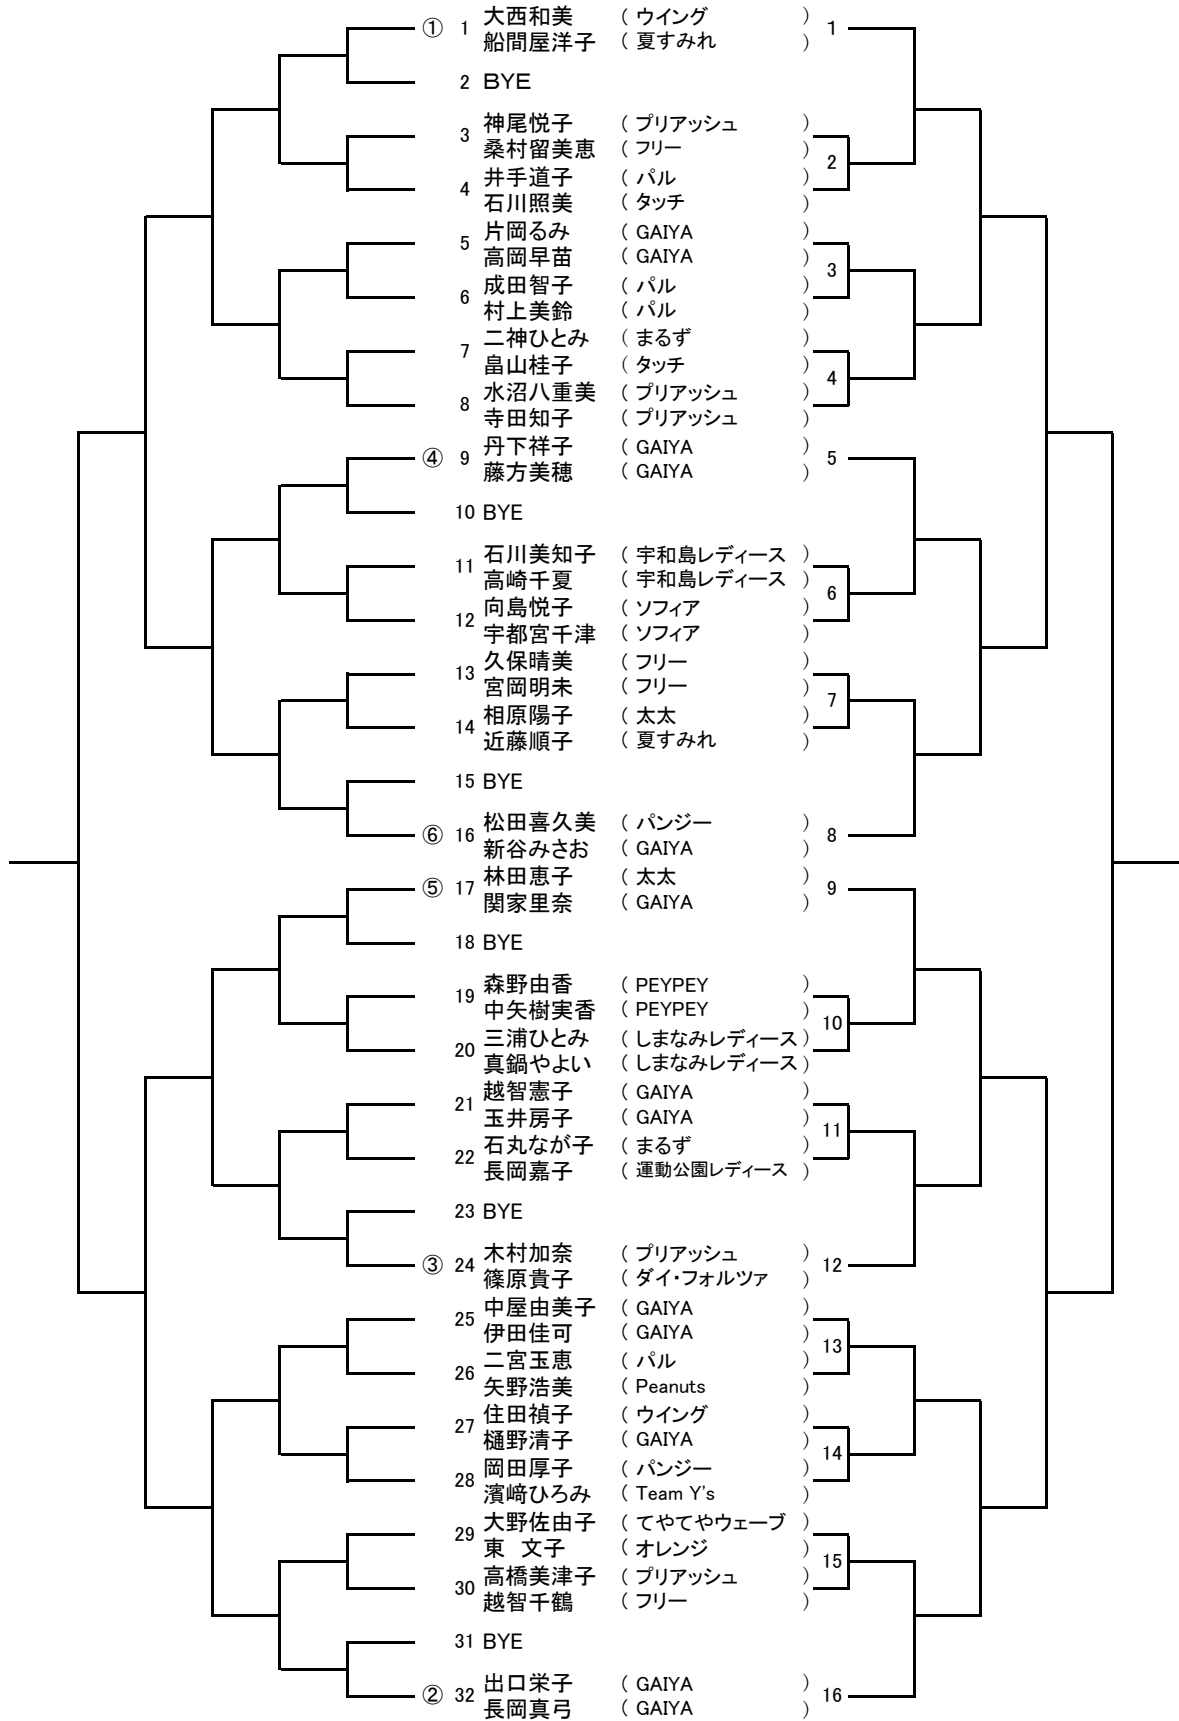 ① 1 大西和美 ( ウイング ) 1
船間屋洋子 ( 夏すみれ )
2 BYE
3 神尾悦子 ( プリアッシュ )
桑村留美恵 ( フリー ) 2
4 井手道子 ( パル )
石川照美 ( タッチ )
5 片岡るみ ( GAIYA )
高岡早苗 ( GAIYA ) 3
6 成田智子 ( パル )
村上美鈴 ( パル )
7 二神ひとみ ( まるず )
畠山桂子 ( タッチ ) 4
8 水沼八重美 ( プリアッシュ )
寺田知子 ( プリアッシュ )
④ 9 丹下祥子 ( GAIYA ) 5
藤方美穂 ( GAIYA )
10 BYE
11 石川美知子 ( 宇和島レディース )
高崎千夏 ( 宇和島レディース ) 6
12 向島悦子 ( ソフィア )
宇都宮千津 ( ソフィア )
13 久保晴美 ( フリー )
宮岡明未 ( フリー ) 7
14 相原陽子 ( 太太 )
近藤順子 ( 夏すみれ )
15 BYE
⑥ 16 松田喜久美 ( パンジー ) 8
新谷みさお ( GAIYA )
⑤ 17 林田恵子 ( 太太 ) 9
関家里奈 ( GAIYA )
18 BYE
19 森野由香 ( PEYPEY )
中矢樹実香 ( PEYPEY ) 10
20 三浦ひとみ ( しまなみレディース )
真鍋やよい ( しまなみレディース )
21 越智憲子 ( GAIYA )
玉井房子 ( GAIYA ) 11
22 石丸なが子 ( まるず )
長岡嘉子 ( 運動公園レディース )
23 BYE
③ 24 木村加奈 ( プリアッシュ ) 12
篠原貴子 ( ダイ・フォルツァ )
25 中屋由美子 ( GAIYA )
伊田佳可 ( GAIYA ) 13
26 二宮玉恵 ( パル )
矢野浩美 ( Peanuts )
27 住田禎子 ( ウイング )
樋野清子 ( GAIYA ) 14
28 岡田厚子 ( パンジー )
濱﨑ひろみ ( Team Y's )
29 大野佐由子 ( てやてやウェーブ )
東　文子 ( オレンジ ) 15
30 高橋美津子 ( プリアッシュ )
越智千鶴 ( フリー )
31 BYE
② 32 出口栄子 ( GAIYA ) 16
長岡真弓 ( GAIYA )